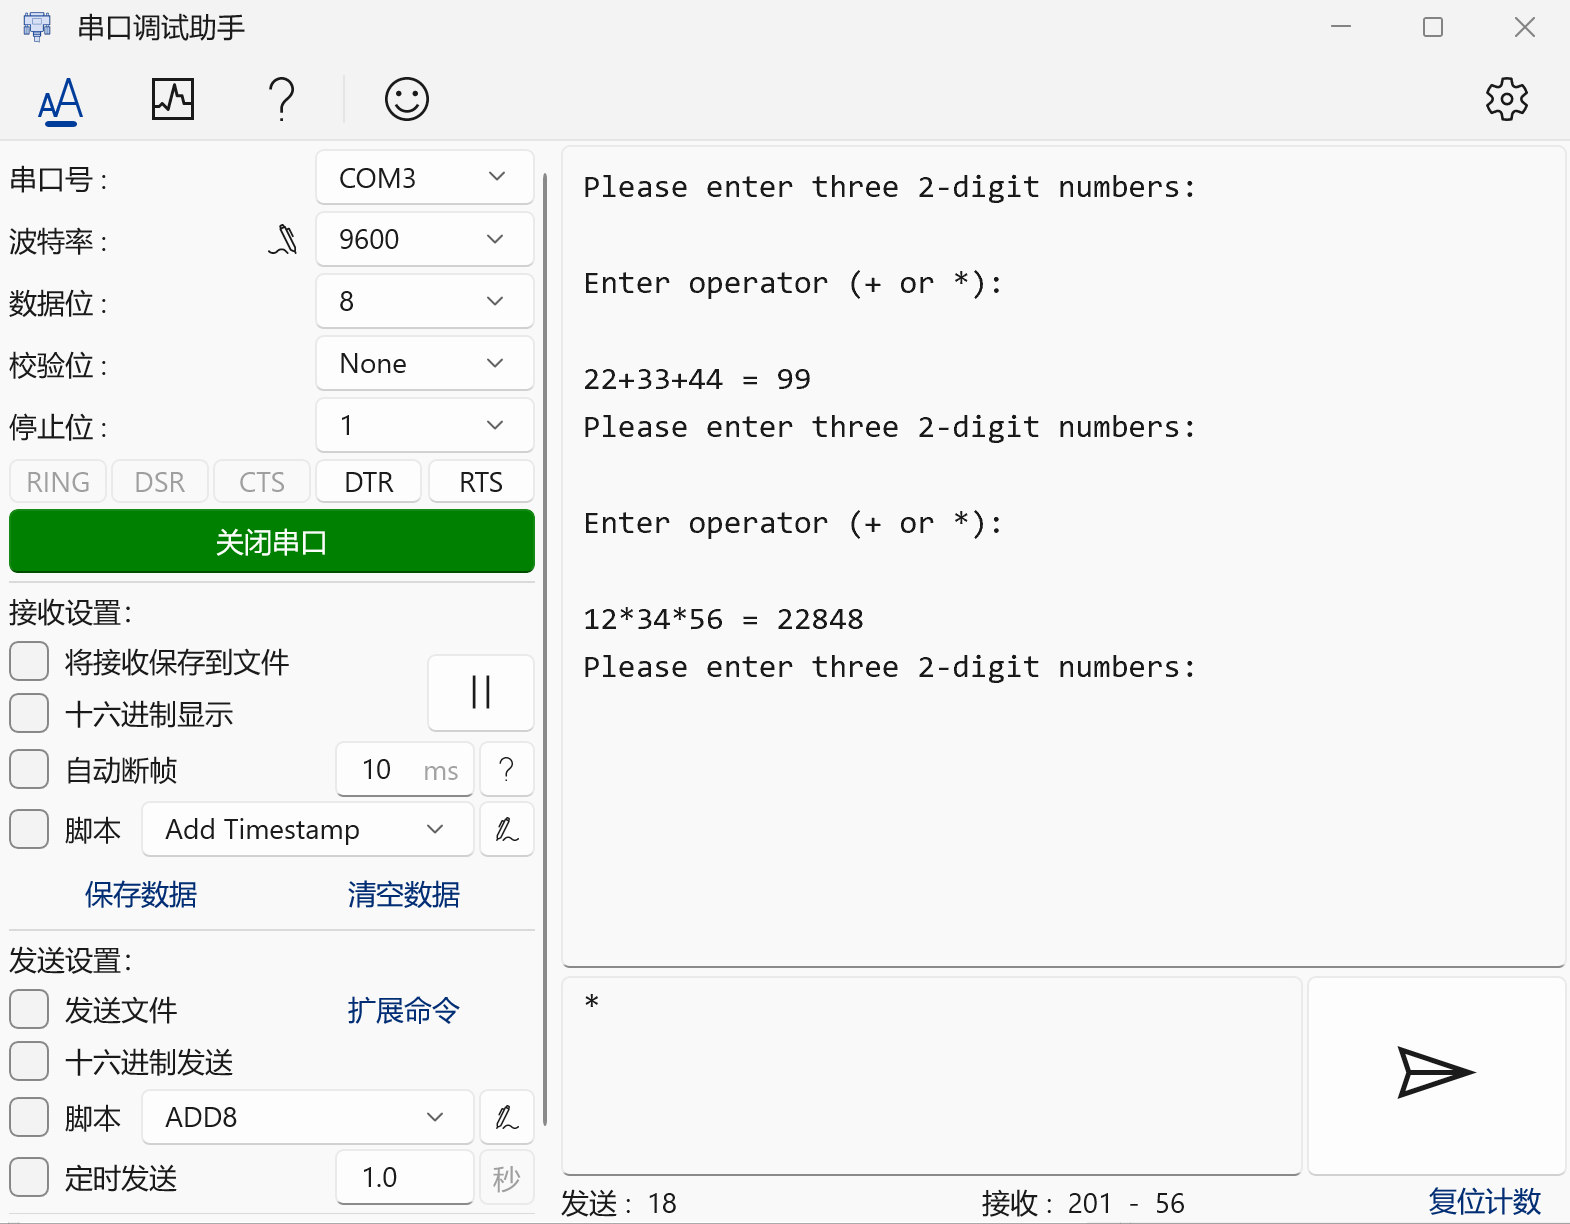 串口调试助手
串口号：
COM3
波特率：
9600
数据位：
8
校验位：
None
停止位：
1
RING DSR CTS DTR RTS
关闭串口
接收设置：
将接收保存到文件
十六进制显示
自动断帧 10 ms ?
脚本 Add Timestamp
保存数据 清空数据
发送设置：
发送文件 扩展命令
十六进制发送
脚本 ADD8
定时发送 1.0 秒
Please enter three 2-digit numbers:
Enter operator (+ or *):
22+33+44 = 99
Please enter three 2-digit numbers:
Enter operator (+ or *):
12*34*56 = 22848
Please enter three 2-digit numbers:
*
发送： 18 接收： 201 - 56 复位计数